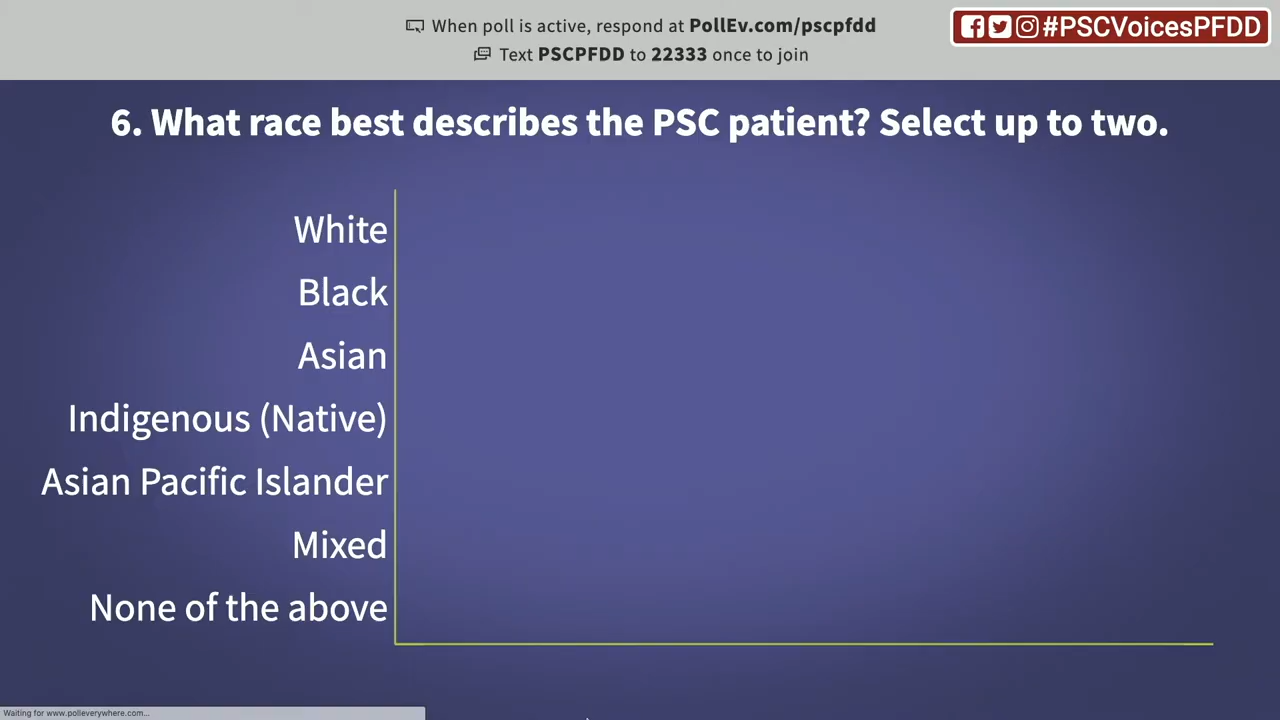 When poll is active, respond at PollEv.com/pscpfdd
Text PSCPFDD to 22333 once to join
#PSCVoicesPFDD
6. What race best describes the PSC patient? Select up to two.
White
Black
Asian
Indigenous (Native)
Asian Pacific Islander
Mixed
None of the above
Waiting for www.polleverywhere.com...